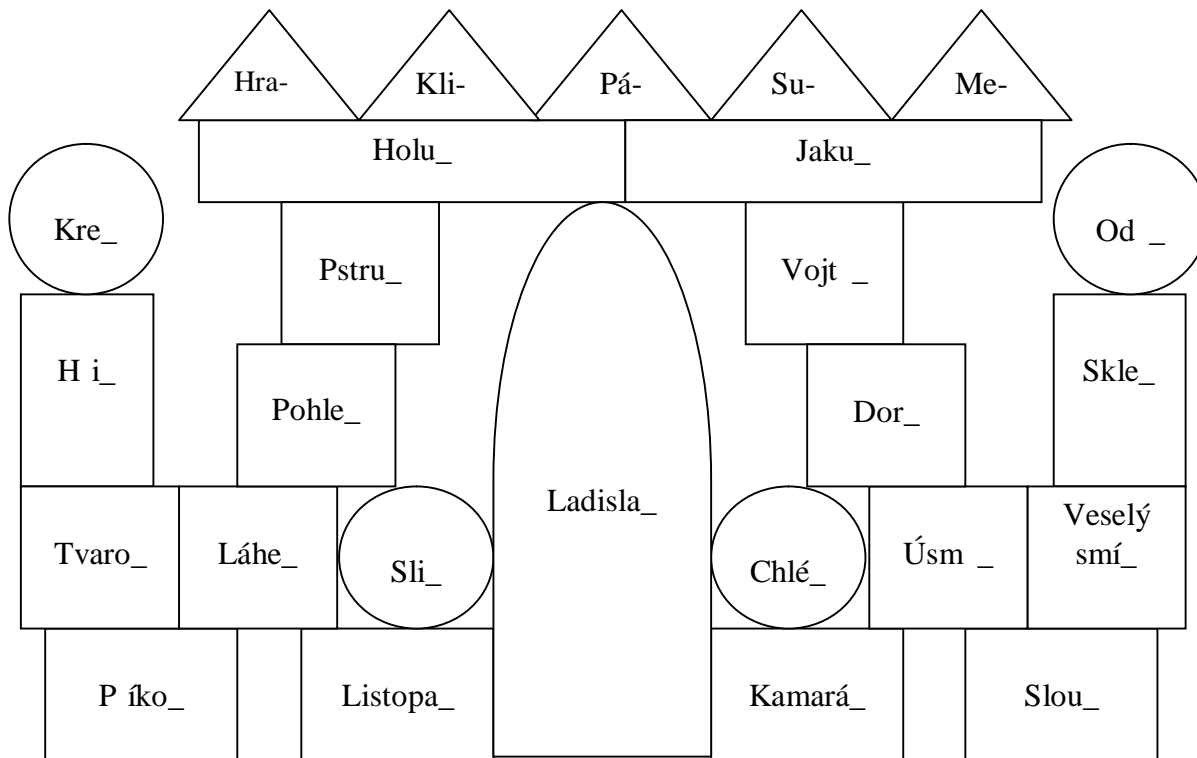 Hra-
Kli-
Pá-
Su-
Me-
Holu_
Jaku_
Kre_
Od _
Pstru_
Vojt _
H i_
Skle_
Pohle_
Dor_
Ladisla_
Tvaro_
Láhe_
Sli_
Chlé_
Úsm _
Veselý
smí_
P íko_
Listopa_
Kamará_
Slou_